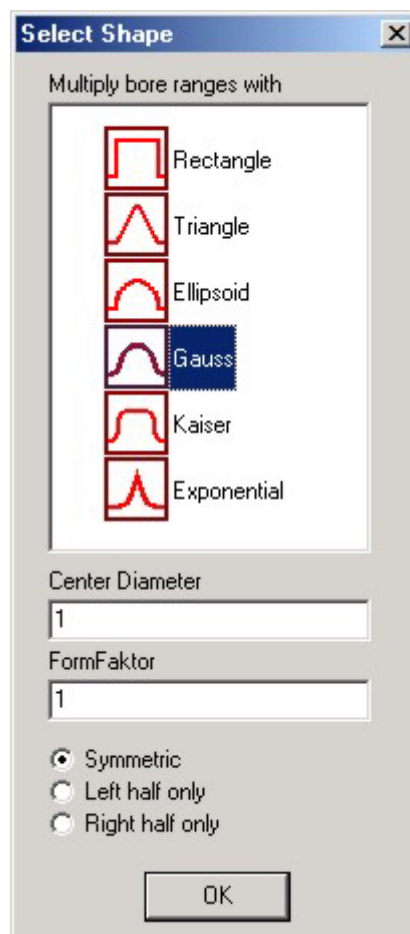 Select Shape
Multiply bore ranges with
Rectangle
Triangle
Ellipsoid
Gauss
Kaiser
Exponential
Center Diameter
1
FormFaktor
1
Symmetric
Left half only
Right half only
OK